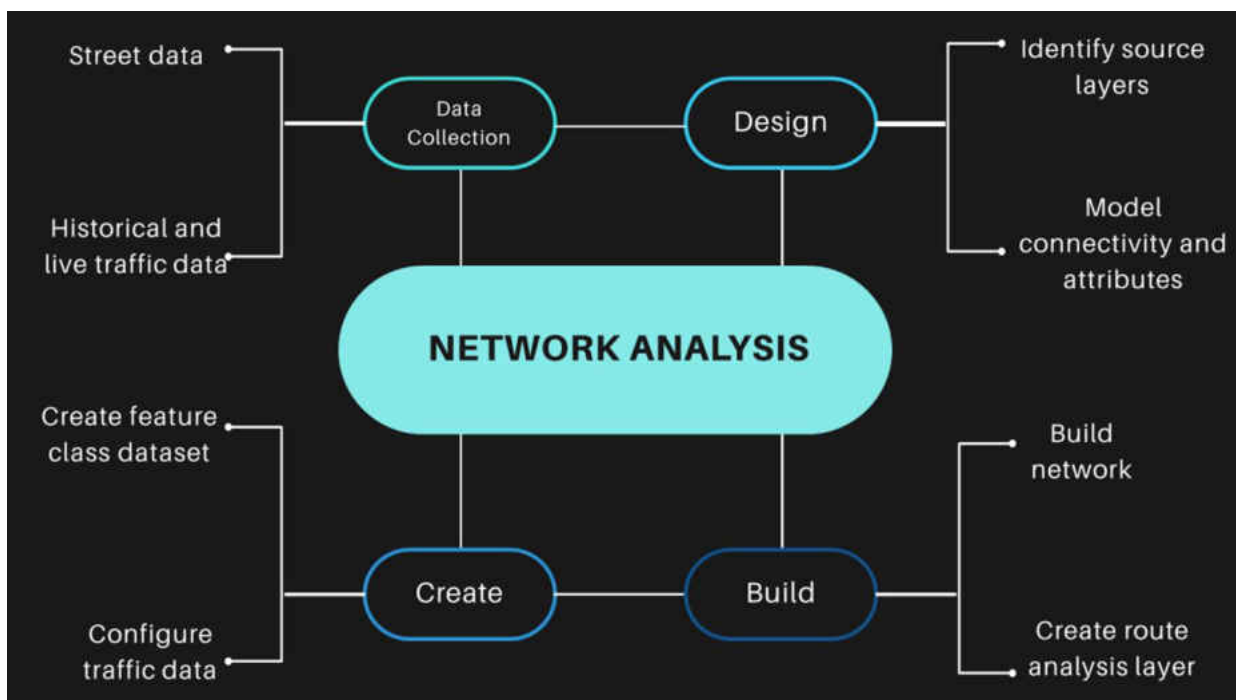 Street data
Historical and
live traffic data
Data
Collection
Design
Identify source
layers
Model
connectivity and
attributes
NETWORK ANALYSIS
Create feature
class dataset
Configure
traffic data
Create
Build
Build
network
Create route
analysis layer